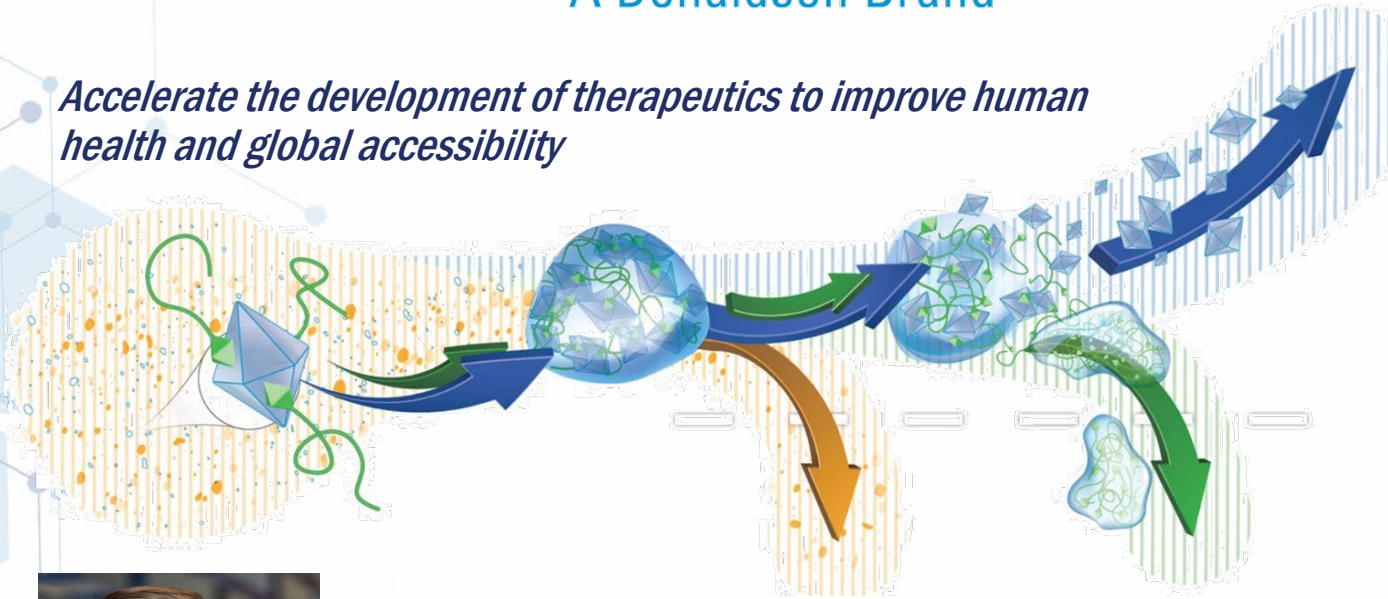 A Donaldson Brand
Accelerate the development of therapeutics to improve human
health and global accessibility